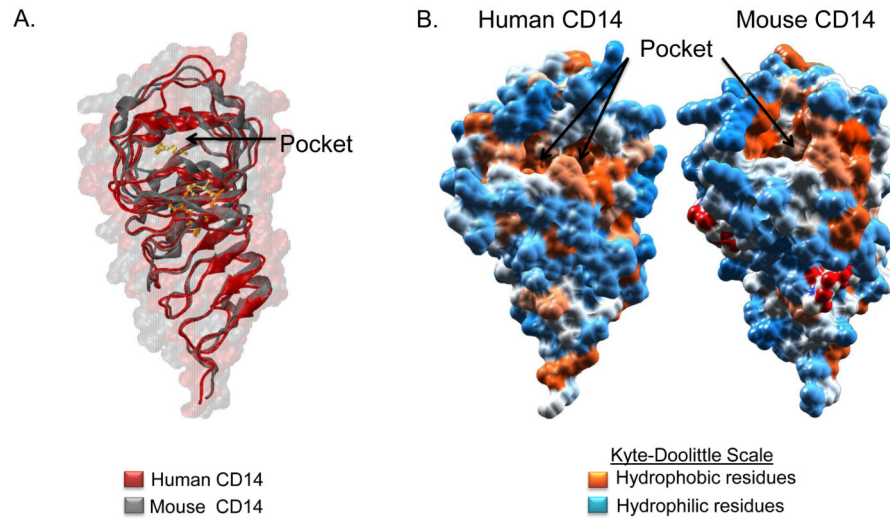 A.
Pocket
Human CD14
Mouse CD14
B.
Human CD14
Mouse CD14
Pocket
Kyte-Doolittle Scale
Hydrophobic residues
Hydrophilic residues